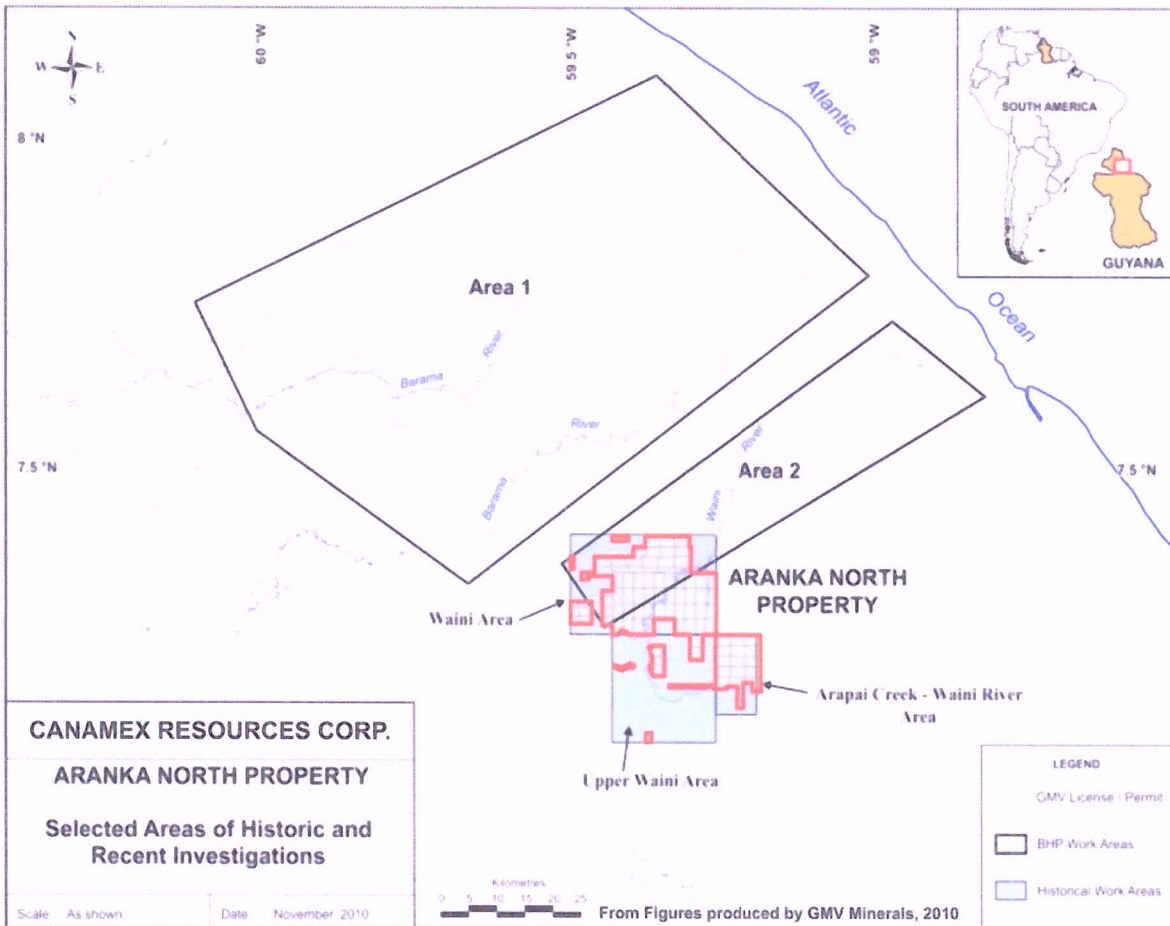 N
W E
S
60 °W
59.5 °W
59 °W
8 °N
7.5 °N
7.5 °N
Atlantic
Ocean
SOUTH AMERICA
GUYANA
Area 1
Barama
River
River
Barama
Area 2
River
Waini
ARANKA NORTH
PROPERTY
Waini Area
Arapai Creek - Waini River
Area
Upper Waini Area
CANAMEX RESOURCES CORP.
ARANKA NORTH PROPERTY
Selected Areas of Historic and
Recent Investigations
Scale As shown
Date November 2010
Kilometres
0 5 10 15 20 25
From Figures produced by GMV Minerals, 2010
LEGEND
GMV License / Permit
BHP Work Areas
Historical Work Areas